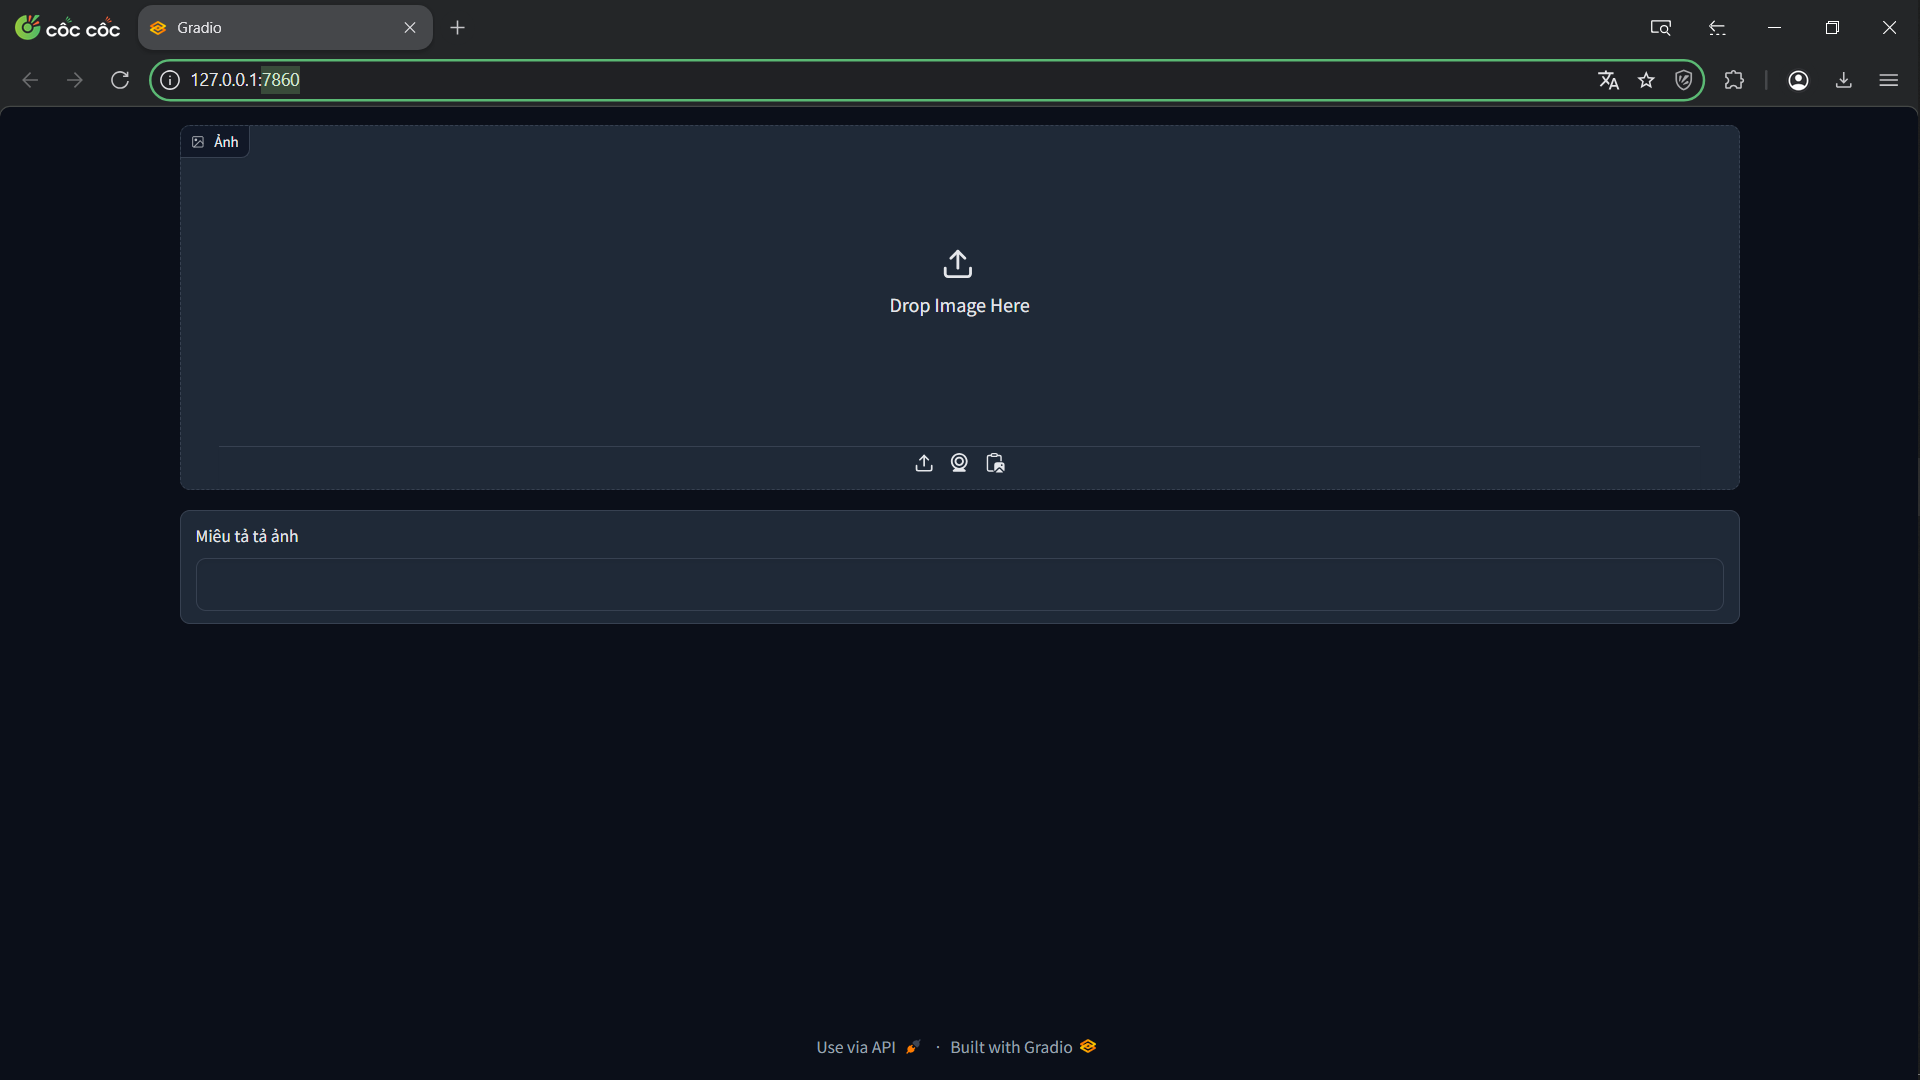 cốc cốc
Gradio
127.0.0.1:7860
Ảnh
Drop Image Here
Miêu tả tả ảnh
Use via API · Built with Gradio